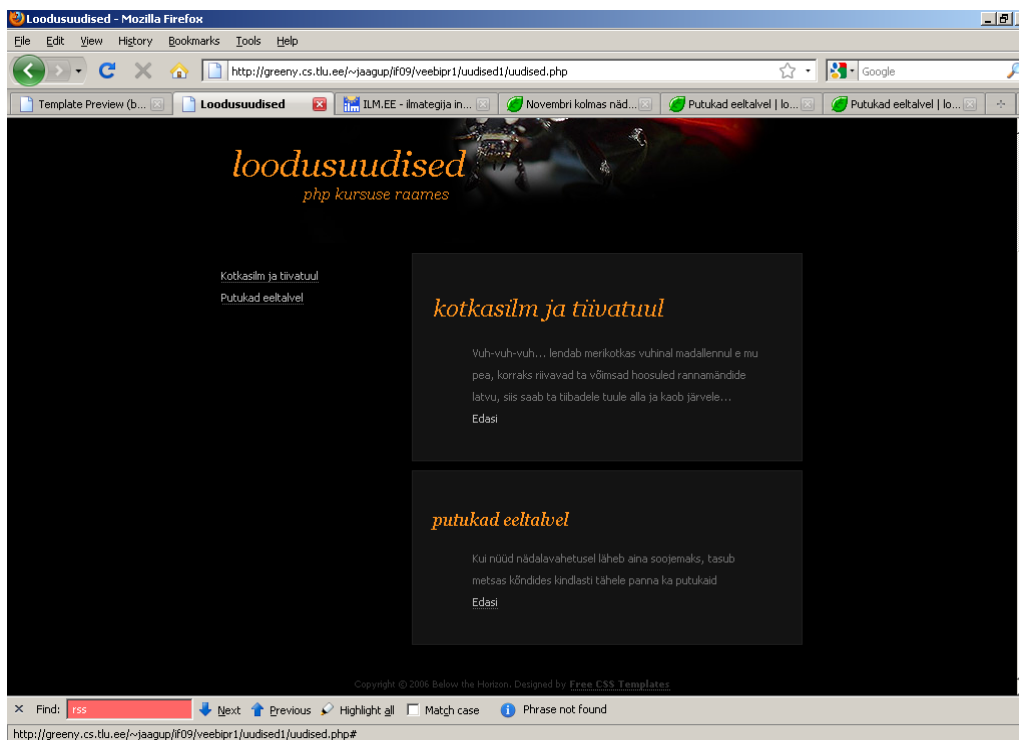 Loodusuudised - Mozilla Firefox
File Edit View History Bookmarks Tools Help
http://greeny.cs.tlu.ee/~jaagup/if09/veebipr1/uudised1/uudised.php Google
Template Preview (b... Loodusuudised ILM.EE - ilmategija in... Novembri kolmas näd... Putukad eeltalvel | lo... Putukad eeltalvel | lo...
loodusuudised
php kursuse raames
Kotkasilm ja tiivatuul
Putukad eeltalvel
kotkasilm ja tiivatuul
Vuh-vuh-vuh... lendab merikotkas vuhinal madallennul e mu
pea, korraks riivavad ta võimsad hoosuled rannamändide
latvu, siis saab ta tiibadele tuule alla ja kaob järvele...
Edasi
putukad eeltalvel
Kui nüüd nädalavahetusel läheb aina soojemaks, tasub
metsas kõndides kindlasti tähele panna ka putukaid
Edasi
Copyright © 2006 Below the Horizon. Designed by Free CSS Templates
Find: rss Next Previous Highlight all Match case Phrase not found
http://greeny.cs.tlu.ee/~jaagup/if09/veebipr1/uudised1/uudised.php#